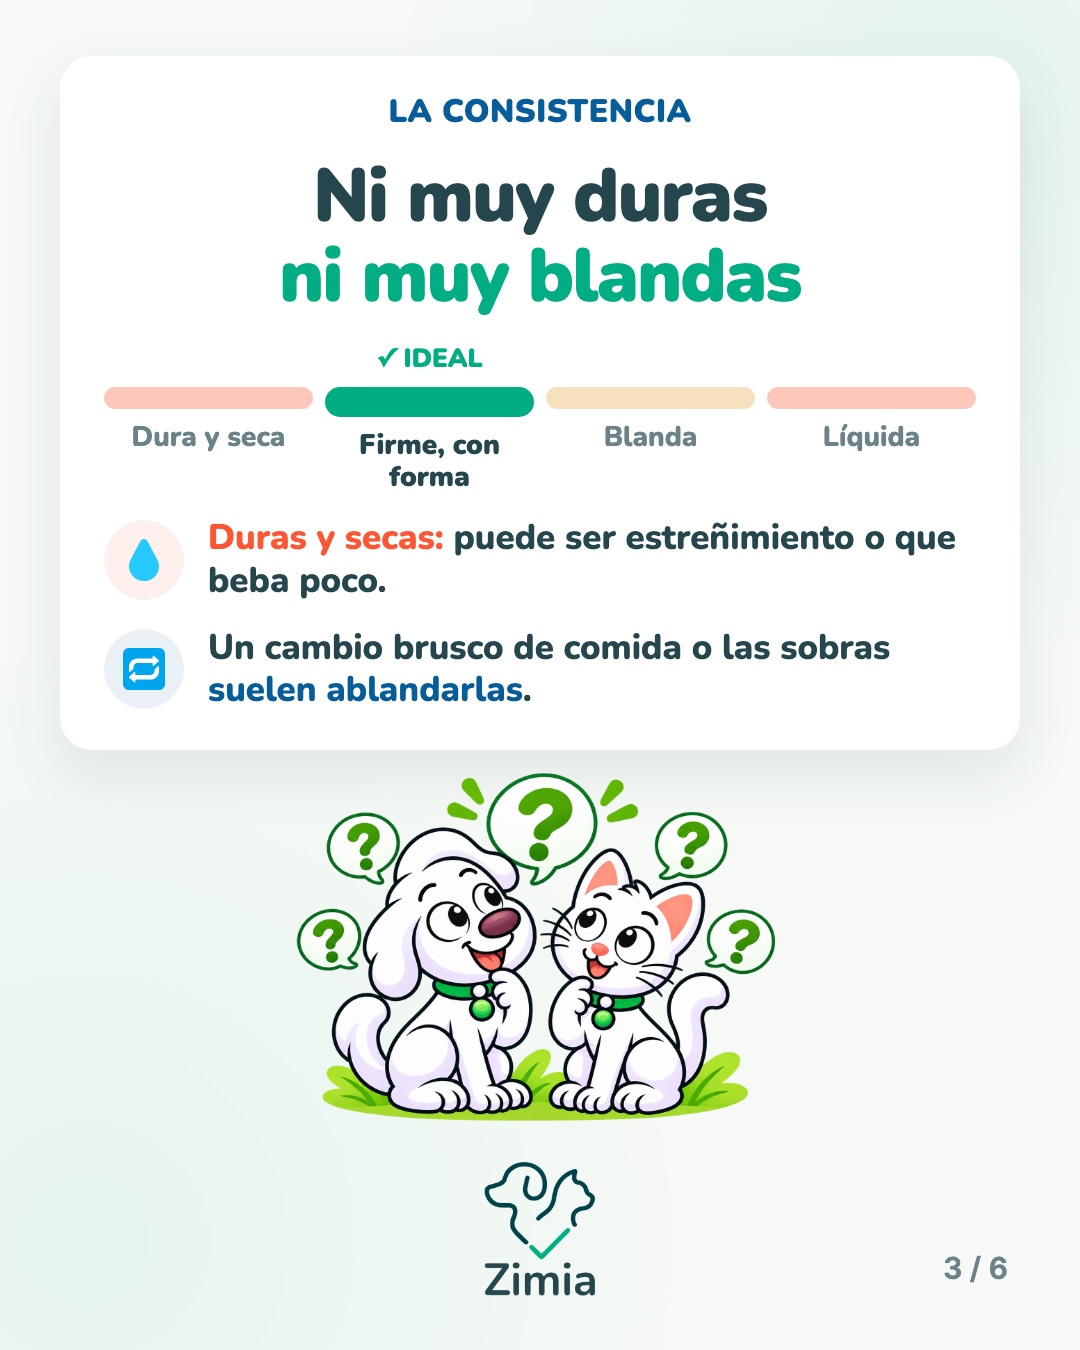 LA CONSISTENCIA
Ni muy duras
ni muy blandas
✓ IDEAL
Dura y seca
Firme, con
forma
Blanda
Líquida
Duras y secas: puede ser estreñimiento o que
beba poco.
Un cambio brusco de comida o las sobras
suelen ablandarlas.
?
?
?
?
?
Zimia
3 / 6